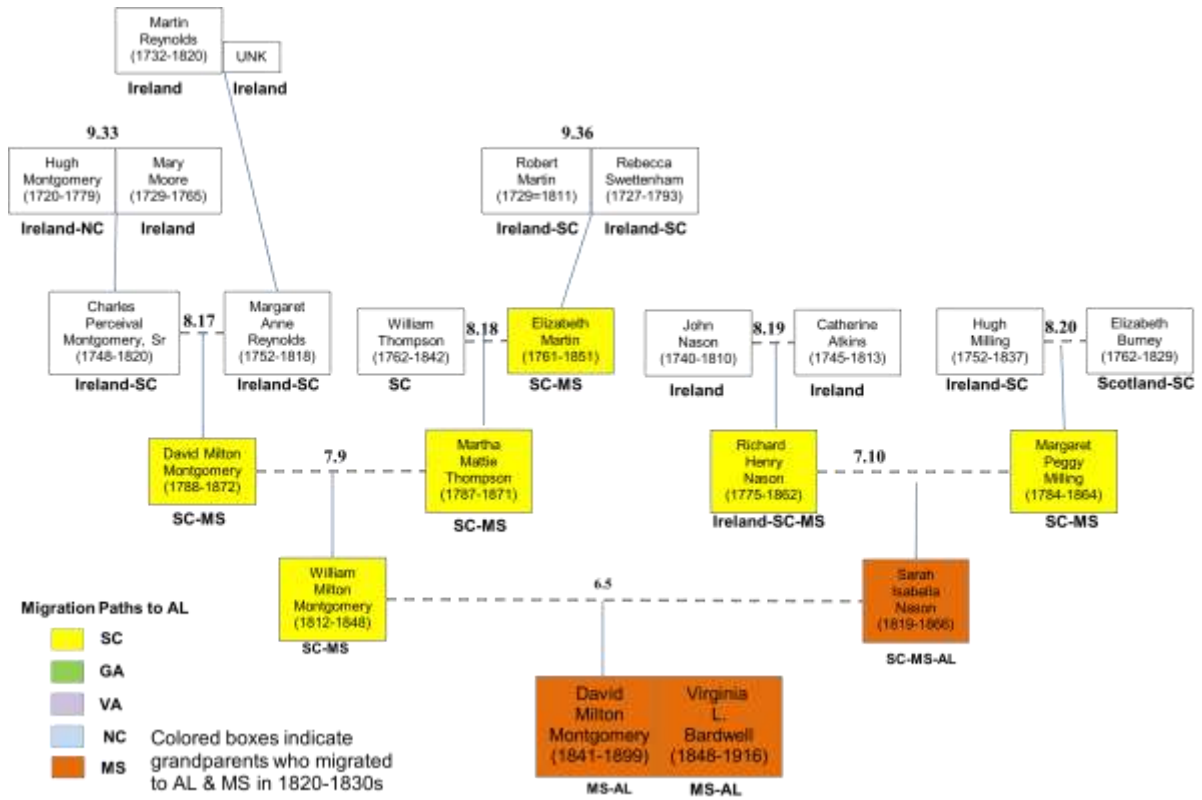 Martin
Reynolds
(1732-1820)
UNK
Ireland
Ireland
9.33
9.36
Hugh
Montgomery
(1720-1779)
Mary
Moore
(1729-1765)
Robert
Martin
(1729=1811)
Rebecca
Swettenham
(1727-1793)
Ireland-NC
Ireland
Ireland-SC
Ireland-SC
Charles
Perceival
Montgomery, Sr
(1748-1820)
8.17
Margaret
Anne
Reynolds
(1752-1818)
William
Thompson
(1762-1842)
8.18
Elizabeth
Martin
(1761-1851)
John
Nason
(1740-1810)
8.19
Catherine
Atkins
(1745-1813)
Hugh
Milling
(1752-1837)
8.20
Elizabeth
Burney
(1762-1829)
Ireland-SC
Ireland-SC
SC
SC-MS
Ireland
Ireland
Ireland-SC
Scotland-SC
David Milton
Montgomery
(1788-1872)
7.9
Martha
Mattie
Thompson
(1787-1871)
Richard
Henry
Nason
(1775-1862)
7.10
Margaret
Peggy
Milling
(1784-1864)
SC-MS
SC-MS
Ireland-SC-MS
SC-MS
William
Milton
Montgomery
(1812-1848)
6.5
Sarah
Isabella
Nason
(1819-1866)
SC-MS
SC-MS-AL
Migration Paths to AL
SC
GA
VA
NC
MS
Colored boxes indicate
grandparents who migrated
to AL & MS in 1820-1830s
David
Milton
Montgomery
(1841-1899)
Virginia
L.
Bardwell
(1848-1916)
MS-AL
MS-AL